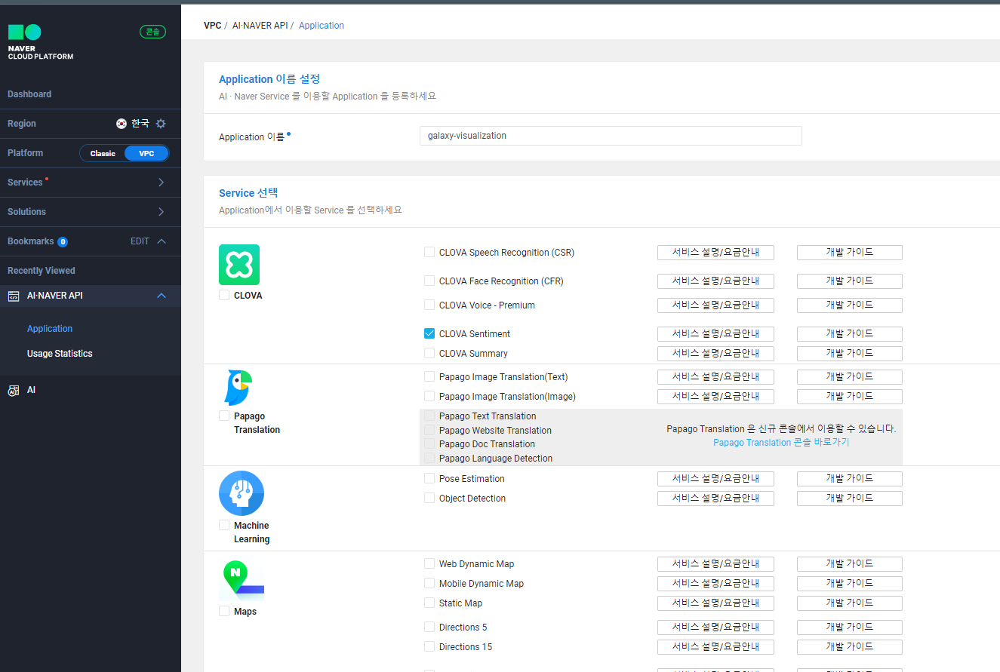 NAVER
CLOUD PLATFORM
콘솔
Dashboard
Region 한국
Platform Classic VPC
Services
Solutions
Bookmarks 0 EDIT
Recently Viewed
AI·NAVER API
Application
Usage Statistics
AI
VPC / AI·NAVER API / Application
Application 이름 설정
AI · Naver Service 를 이용할 Application 을 등록하세요
Application 이름 galaxy-visualization
Service 선택
Application에서 이용할 Service 를 선택하세요
CLOVA
CLOVA Speech Recognition (CSR) 서비스 설명/요금안내 개발 가이드
CLOVA Face Recognition (CFR) 서비스 설명/요금안내 개발 가이드
CLOVA Voice - Premium 서비스 설명/요금안내 개발 가이드
CLOVA Sentiment 서비스 설명/요금안내 개발 가이드
CLOVA Summary 서비스 설명/요금안내 개발 가이드
Papago
Translation
Papago Image Translation(Text) 서비스 설명/요금안내 개발 가이드
Papago Image Translation(Image) 서비스 설명/요금안내 개발 가이드
Papago Text Translation
Papago Website Translation
Papago Doc Translation
Papago Language Detection
Papago Translation 은 신규 콘솔에서 이용할 수 있습니다.
Papago Translation 콘솔 바로가기
Machine
Learning
Pose Estimation 서비스 설명/요금안내 개발 가이드
Object Detection 서비스 설명/요금안내 개발 가이드
N
Maps
Web Dynamic Map 서비스 설명/요금안내 개발 가이드
Mobile Dynamic Map 서비스 설명/요금안내 개발 가이드
Static Map 서비스 설명/요금안내 개발 가이드
Directions 5 서비스 설명/요금안내 개발 가이드
Directions 15 서비스 설명/요금안내 개발 가이드